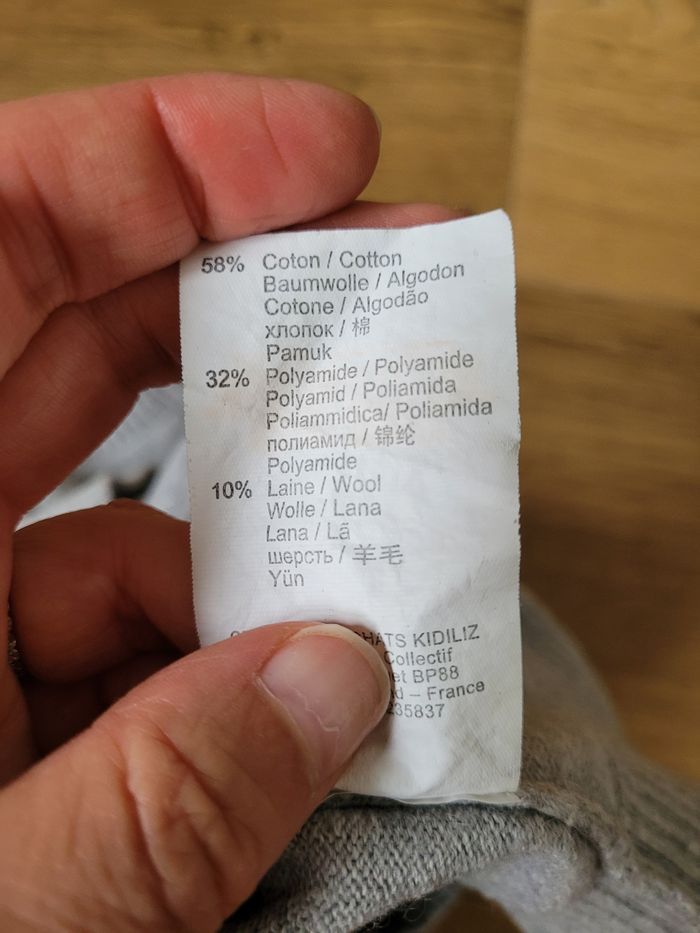 58% Coton / Cotton
Baumwolle / Algodon
Cotone / Algodão
хлопок / 棉
Pamuk
32% Polyamide / Polyamide
Polyamid / Poliamida
Poliammidica/ Poliamida
полиамид / 锦纶
Polyamide
10% Laine / Wool
Wolle / Lana
Lana / Lã
шерсть / 羊毛
Yün
KIDILIZ
Collectif
et BP88
– France
235837